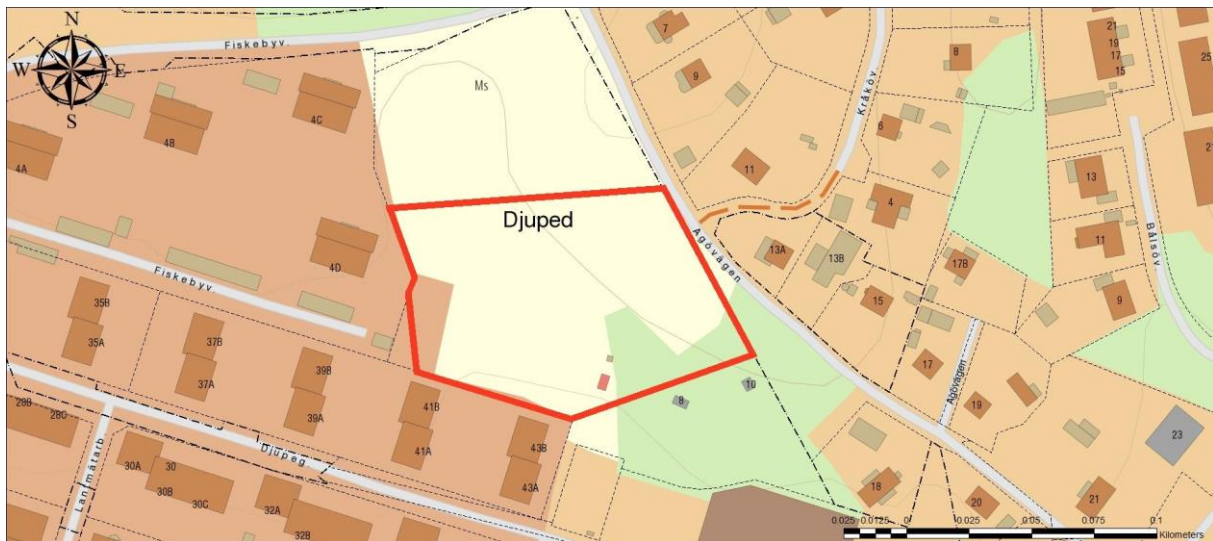 N
W
E
S
Fiskebyv.
Ms
7
9
8
21
19
17
15
25
4C
4B
4A
Kråköv
6
11
4
13
11
9
Bålsöv
Djuped
Agövägen
13A
13B
17B
15
4D
Fiskebyv.
35B
35A
37B
37A
39B
39A
41B
41A
43B
43A
8
10
17
Agövägen
19
23
28B
28C
Lantmätarb
Djupeg
30A
30
30B
30C
32A
32B
18
20
21
0.025
0.0125
0
0.025
0.05
0.075
0.1
Kilometers